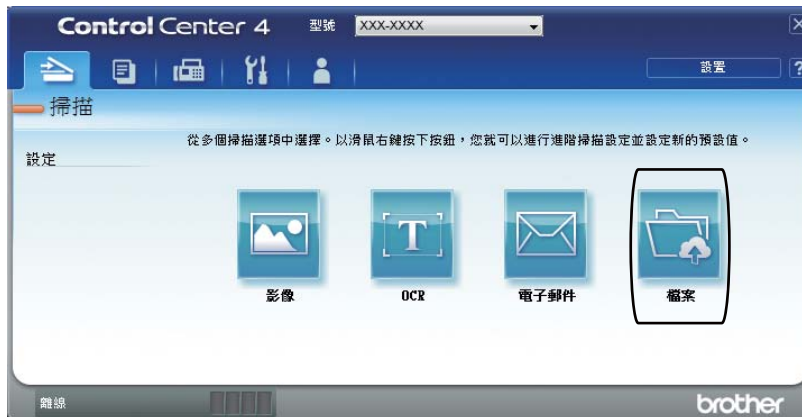 Control Center 4 型號 XXX-XXXX
設置 ?
掃描
從多個掃描選項中選擇。以滑鼠右鍵按下按鈕，您就可以進行進階掃描設定並設定新的預設值。
設定
T
影像 OCR 電子郵件 檔案
離線 brother